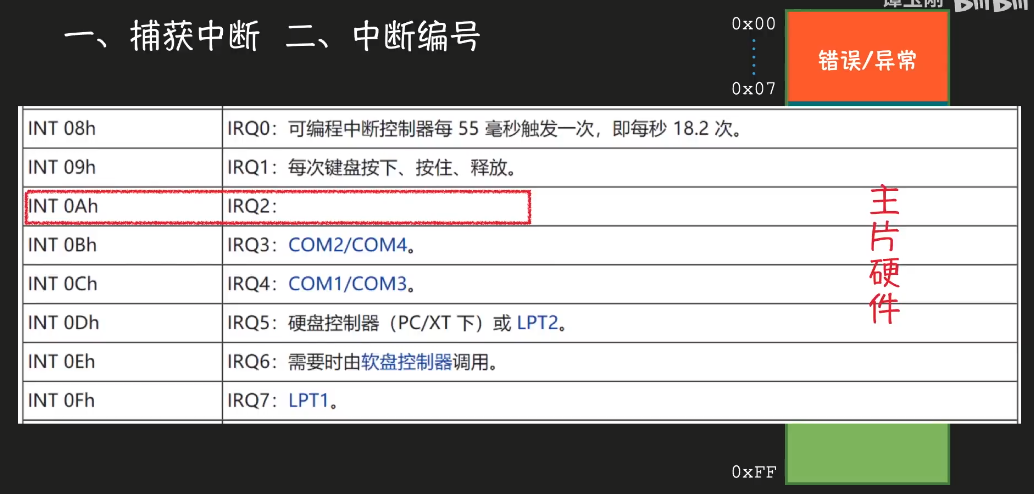 一、捕获中断 二、中断编号
0x00
0x07
错误/异常
INT 08h IRQ0：可编程中断控制器每 55 毫秒触发一次，即每秒 18.2 次。
INT 09h IRQ1：每次键盘按下、按住、释放。
INT 0Ah IRQ2：
INT 0Bh IRQ3：COM2/COM4。
INT 0Ch IRQ4：COM1/COM3。
INT 0Dh IRQ5：硬盘控制器（PC/XT 下）或 LPT2。
INT 0Eh IRQ6：需要时由软盘控制器调用。
INT 0Fh IRQ7：LPT1。
主片硬件
0xFF